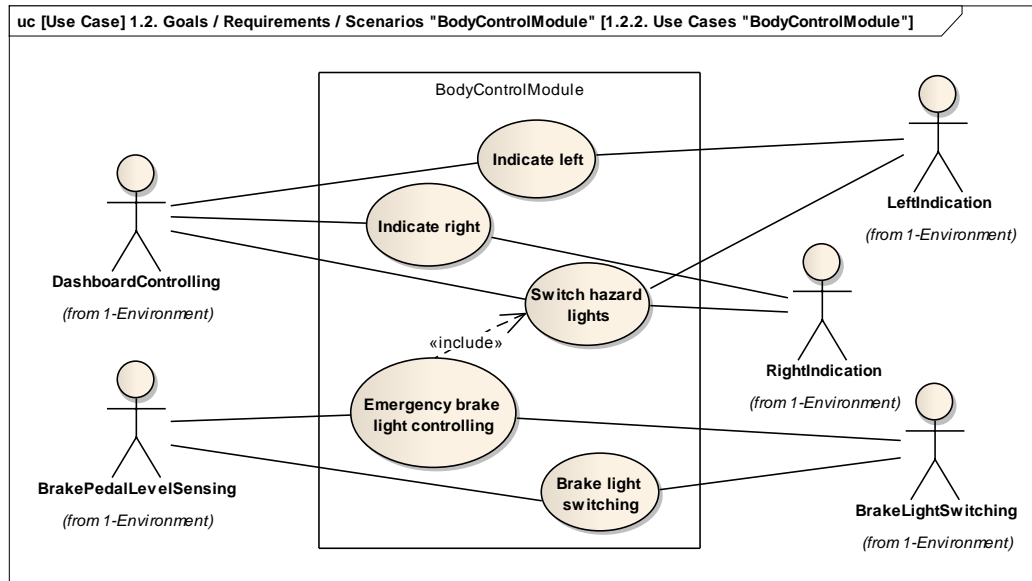 uc [Use Case] 1.2. Goals / Requirements / Scenarios "BodyControlModule" [1.2.2. Use Cases "BodyControlModule"]
BodyControlModule
Indicate left
LeftIndication
(from 1-Environment)
Indicate right
DashboardControlling
(from 1-Environment)
Switch hazard
lights
«include»
RightIndication
(from 1-Environment)
Emergency brake
light controlling
BrakePedalLevelSensing
(from 1-Environment)
Brake light
switching
BrakeLightSwitching
(from 1-Environment)